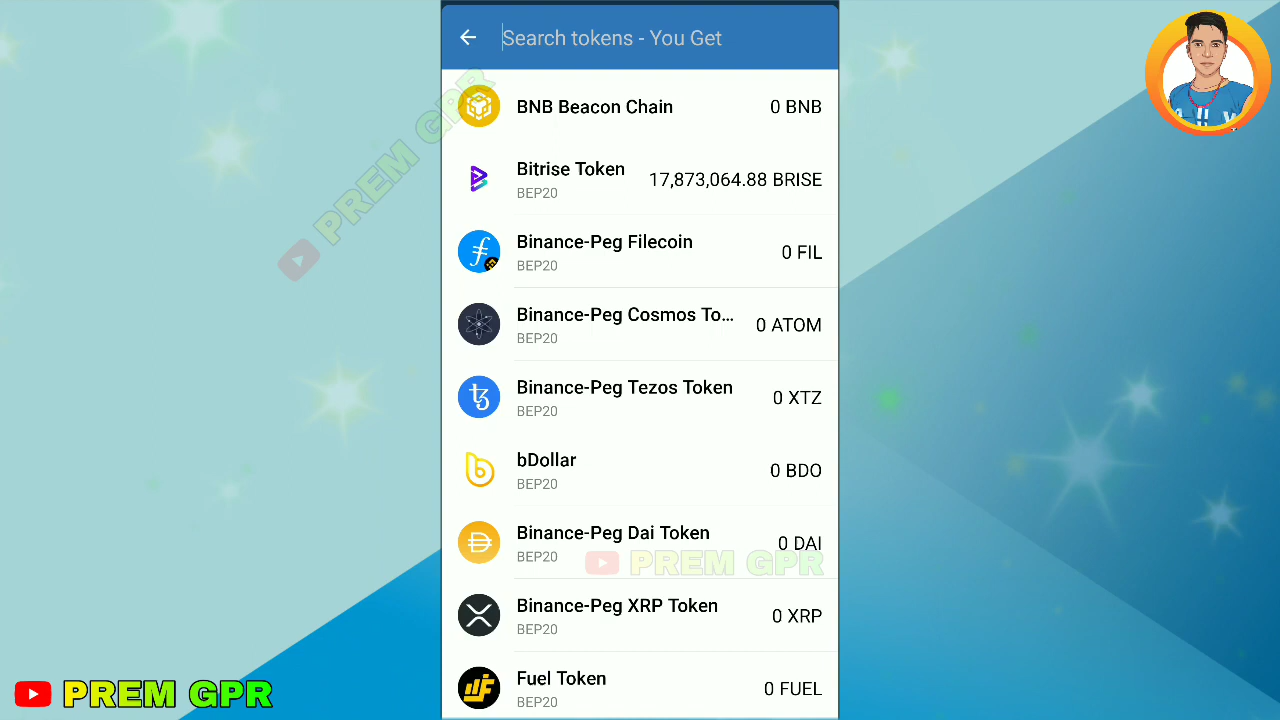 Search tokens - You Get
BNB Beacon Chain 0 BNB
Bitrise Token
BEP20
17,873,064.88 BRISE
Binance-Peg Filecoin
BEP20
0 FIL
Binance-Peg Cosmos To...
BEP20
0 ATOM
Binance-Peg Tezos Token
BEP20
0 XTZ
bDollar
BEP20
0 BDO
Binance-Peg Dai Token
BEP20
0 DAI
Binance-Peg XRP Token
BEP20
0 XRP
Fuel Token
BEP20
0 FUEL
PREM GPR
PREM GPR
PREM GPR